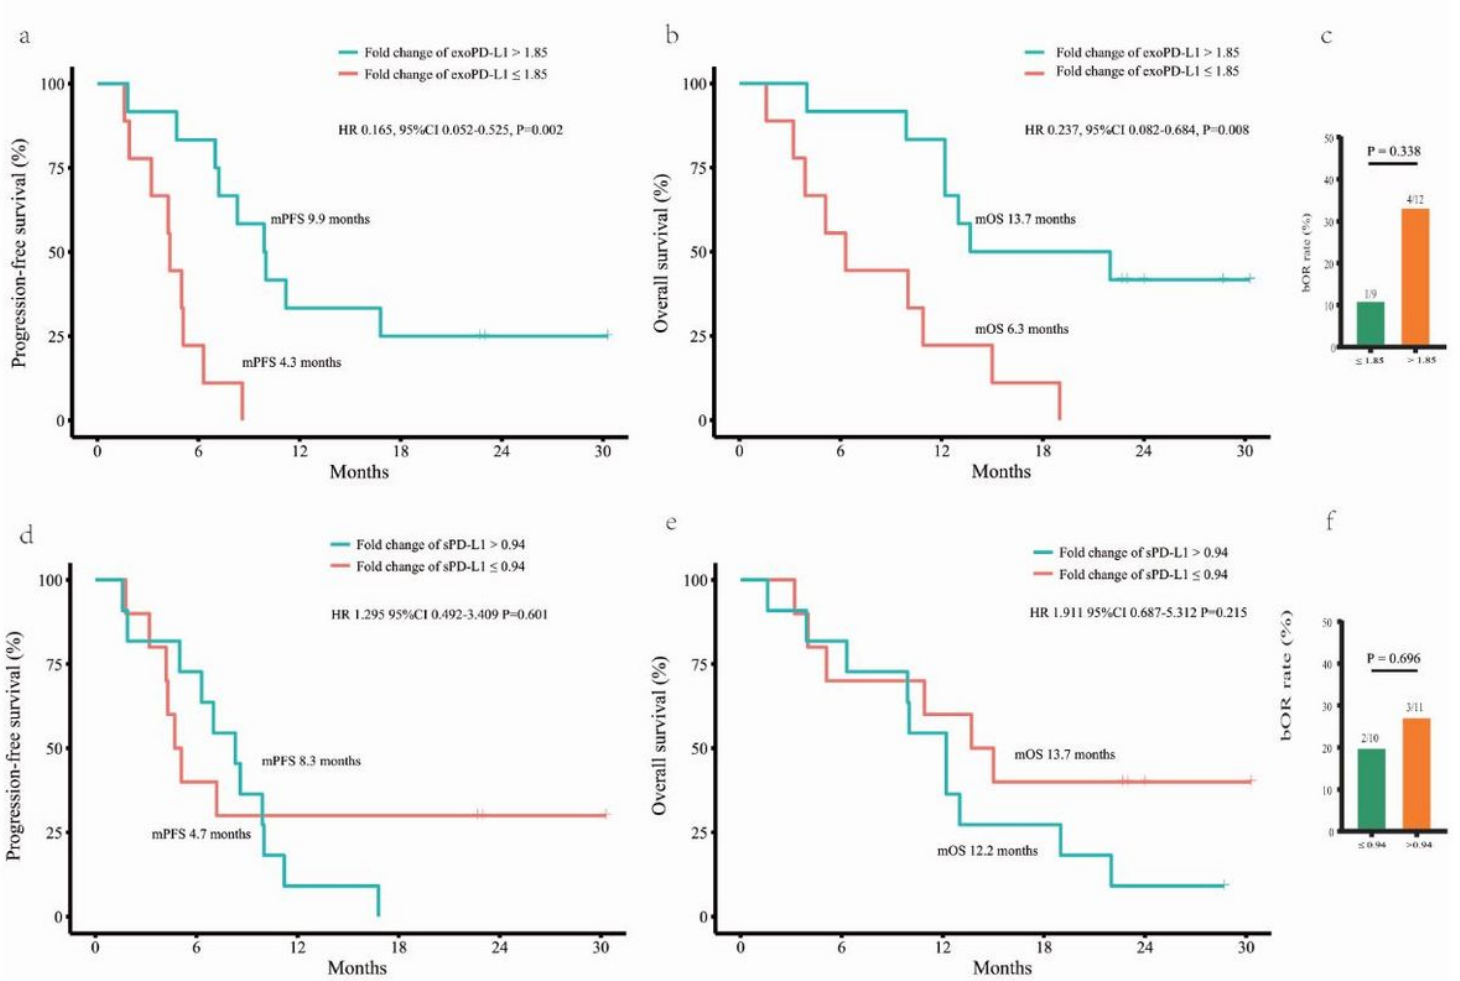 a
Fold change of exoPD-L1 > 1.85
Fold change of exoPD-L1 ≤ 1.85
HR 0.165, 95%CI 0.052-0.525, P=0.002
Progression-free survival (%)
100
75
50
25
0
mPFS 9.9 months
mPFS 4.3 months
0 6 12 18 24 30
Months
b
Fold change of exoPD-L1 > 1.85
Fold change of exoPD-L1 ≤ 1.85
HR 0.237, 95%CI 0.082-0.684, P=0.008
Overall survival (%)
100
75
50
25
0
mOS 13.7 months
mOS 6.3 months
0 6 12 18 24 30
Months
c
P = 0.338
bOR rate (%)
50
40
30
20
10
0
1/9
4/12
≤ 1.85 > 1.85
d
Fold change of sPD-L1 > 0.94
Fold change of sPD-L1 ≤ 0.94
HR 1.295 95%CI 0.492-3.409 P=0.601
Progression-free survival (%)
100
75
50
25
0
mPFS 8.3 months
mPFS 4.7 months
0 6 12 18 24 30
Months
e
Fold change of sPD-L1 > 0.94
Fold change of sPD-L1 ≤ 0.94
HR 1.911 95%CI 0.687-5.312 P=0.215
Overall survival (%)
100
75
50
25
0
mOS 13.7 months
mOS 12.2 months
0 6 12 18 24 30
Months
f
P = 0.696
bOR rate (%)
50
40
30
20
10
0
2/10
3/11
≤ 0.94 >0.94